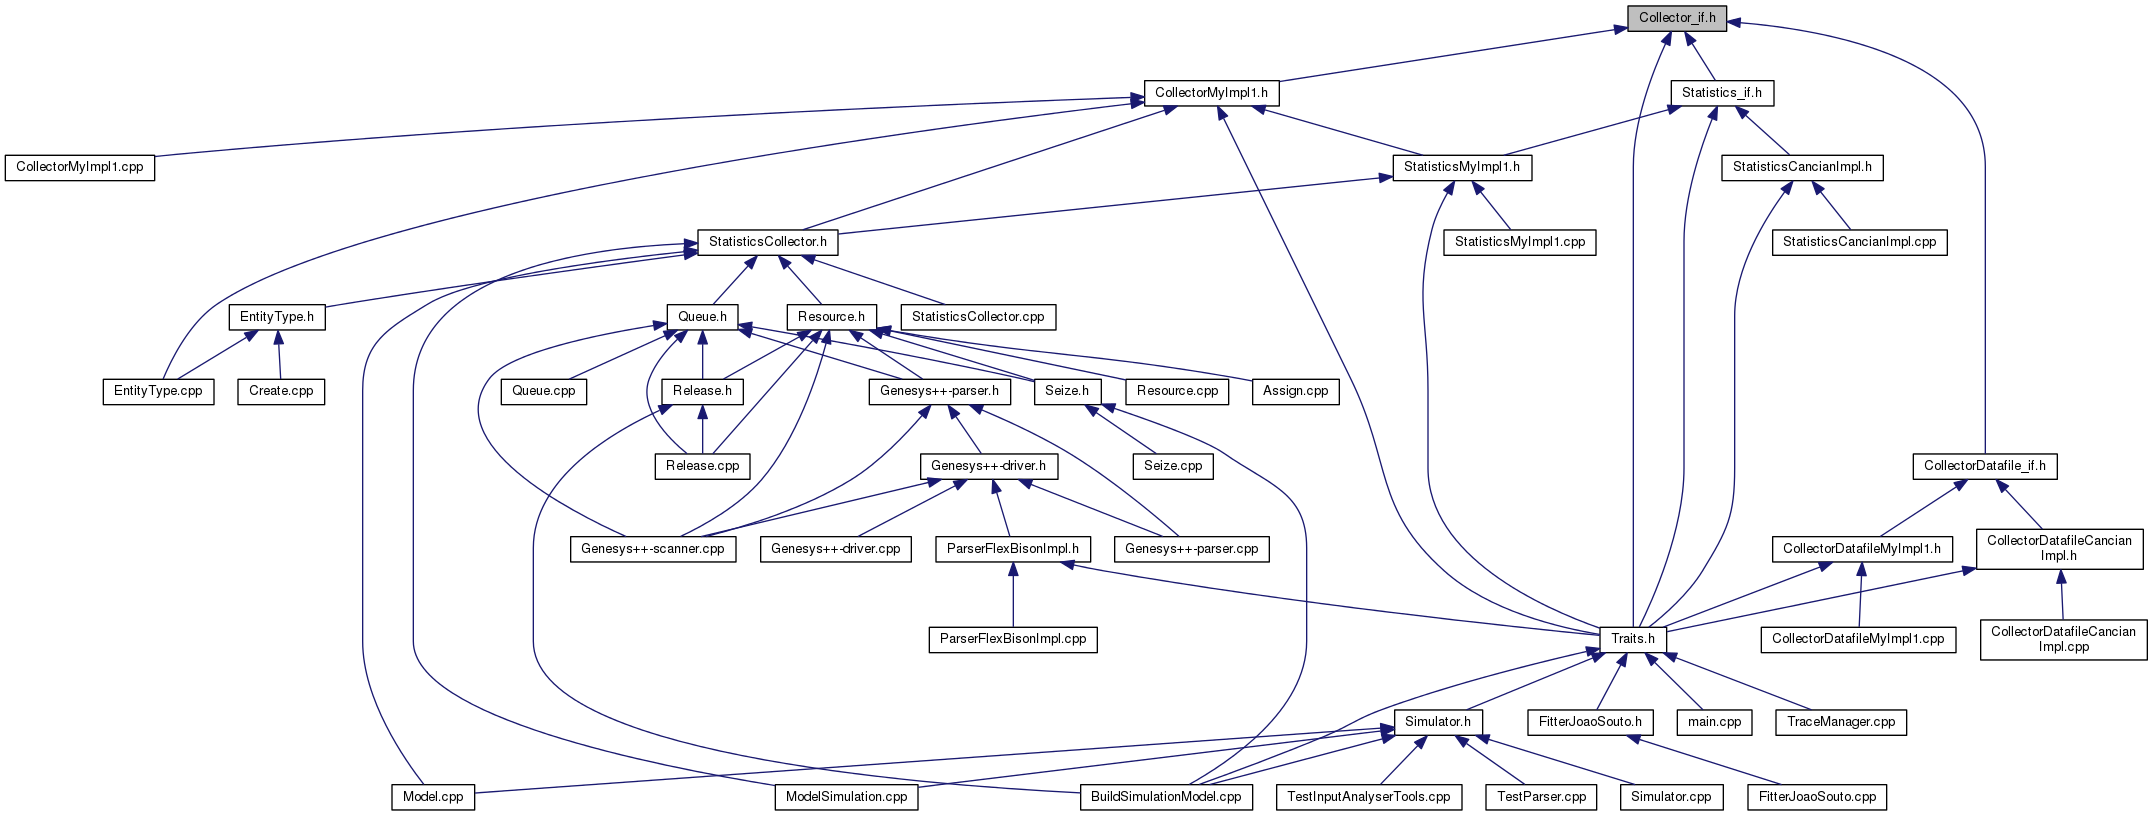 Collector_if.h
CollectorMyImpl1.h
Statistics_if.h
CollectorMyImpl1.cpp
StatisticsMyImpl1.h
StatisticsCancianImpl.h
StatisticsCollector.h
StatisticsMyImpl1.cpp
StatisticsCancianImpl.cpp
EntityType.h
Queue.h
Resource.h
StatisticsCollector.cpp
EntityType.cpp
Create.cpp
Queue.cpp
Release.h
Genesys++-parser.h
Seize.h
Resource.cpp
Assign.cpp
Release.cpp
Genesys++-driver.h
Seize.cpp
CollectorDatafile_if.h
Genesys++-scanner.cpp
Genesys++-driver.cpp
ParserFlexBisonImpl.h
Genesys++-parser.cpp
CollectorDatafileMyImpl1.h
CollectorDatafileCancian
Impl.h
ParserFlexBisonImpl.cpp
Traits.h
CollectorDatafileMyImpl1.cpp
CollectorDatafileCancian
Impl.cpp
Simulator.h
FitterJoaoSouto.h
main.cpp
TraceManager.cpp
Model.cpp
ModelSimulation.cpp
BuildSimulationModel.cpp
TestInputAnalyserTools.cpp
TestParser.cpp
Simulator.cpp
FitterJoaoSouto.cpp